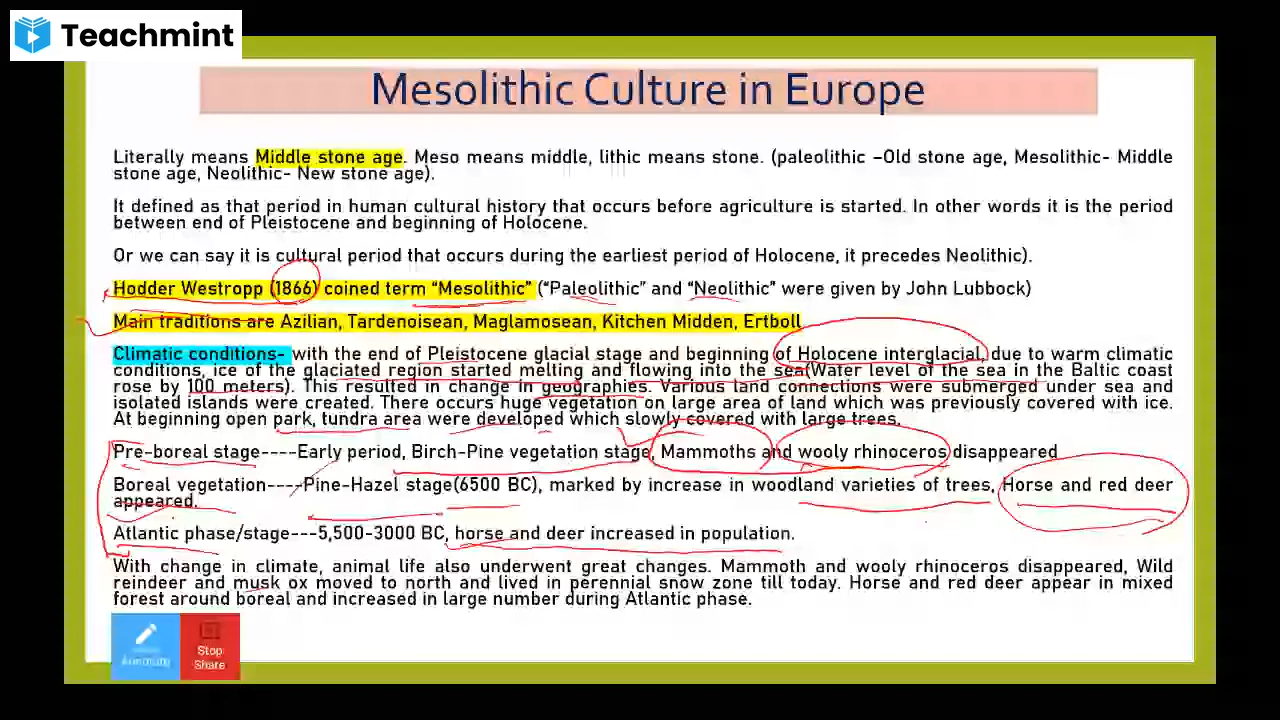 Teachmint
Mesolithic Culture in Europe
Literally means Middle stone age. Meso means middle, lithic means stone. (paleolithic –Old stone age, Mesolithic- Middle
stone age, Neolithic- New stone age).
It defined as that period in human cultural history that occurs before agriculture is started. In other words it is the period
between end of Pleistocene and beginning of Holocene.
Or we can say it is cultural period that occurs during the earliest period of Holocene, it precedes Neolithic).
Hodder Westropp (1866) coined term “Mesolithic” (“Paleolithic” and “Neolithic” were given by John Lubbock)
Main traditions are Azilian, Tardenoisean, Maglamosean, Kitchen Midden, Ertboll
Climatic conditions- with the end of Pleistocene glacial stage and beginning of Holocene interglacial, due to warm climatic
conditions, ice of the glaciated region started melting and flowing into the sea(Water level of the sea in the Baltic coast
rose by 100 meters). This resulted in change in geographies. Various land connections were submerged under sea and
isolated islands were created. There occurs huge vegetation on large area of land which was previously covered with ice.
At beginning open park, tundra area were developed which slowly covered with large trees.
Pre-boreal stage----Early period, Birch-Pine vegetation stage, Mammoths and wooly rhinoceros disappeared
Boreal vegetation----Pine-Hazel stage(6500 BC), marked by increase in woodland varieties of trees, Horse and red deer
appeared.
Atlantic phase/stage---5,500-3000 BC, horse and deer increased in population.
With change in climate, animal life also underwent great changes. Mammoth and wooly rhinoceros disappeared, Wild
reindeer and musk ox moved to north and lived in perennial snow zone till today. Horse and red deer appear in mixed
forest around boreal and increased in large number during Atlantic phase.
Annotate
Stop
Share